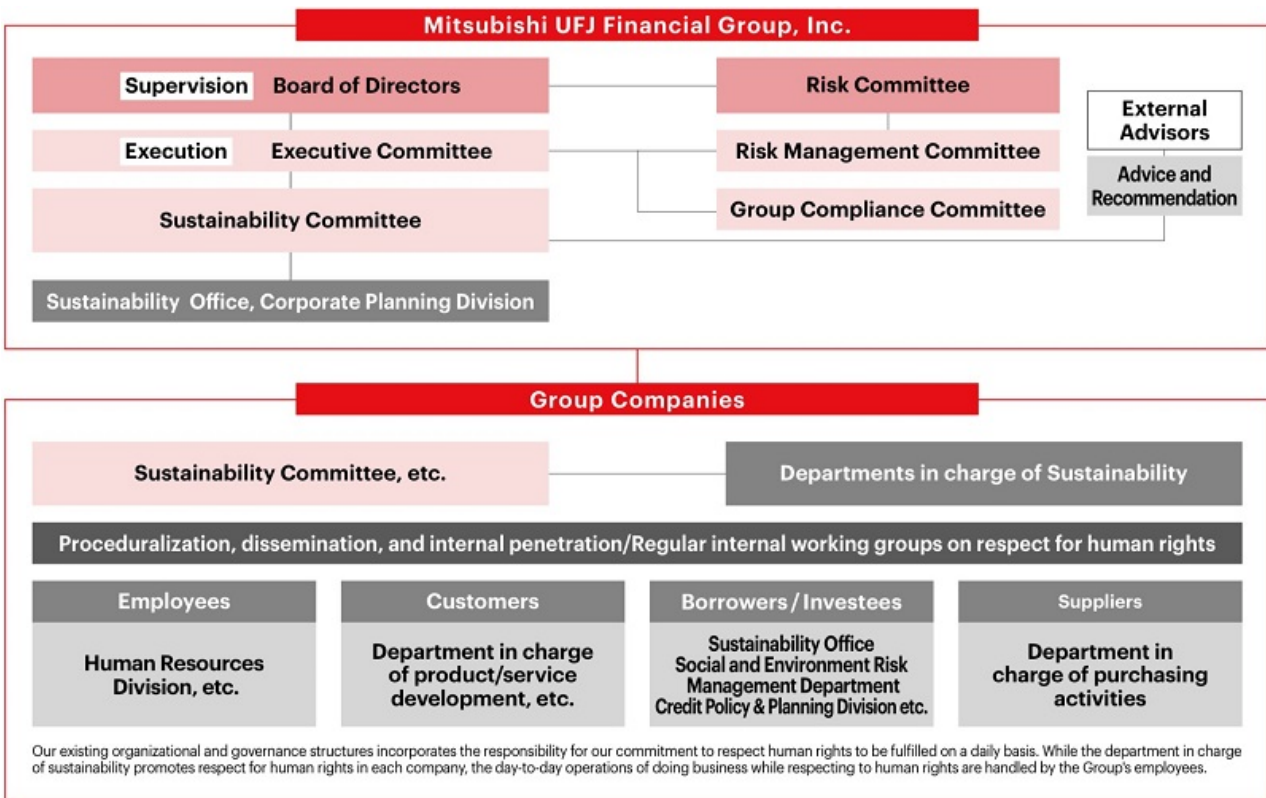 Mitsubishi UFJ Financial Group, Inc.
Supervision Board of Directors
Risk Committee
External
Advisors
Execution Executive Committee
Risk Management Committee
Advice and
Recommendation
Sustainability Committee
Group Compliance Committee
Sustainability Office, Corporate Planning Division
Group Companies
Sustainability Committee, etc.
Departments in charge of Sustainability
Proceduralization, dissemination, and internal penetration/Regular internal working groups on respect for human rights
Employees
Human Resources
Division, etc.
Customers
Department in charge
of product/service
development, etc.
Borrowers / Investees
Sustainability Office
Social and Environment Risk
Management Department
Credit Policy & Planning Division etc.
Suppliers
Department in
charge of purchasing
activities
Our existing organizational and governance structures incorporates the responsibility for our commitment to respect human rights to be fulfilled on a daily basis. While the department in charge
of sustainability promotes respect for human rights in each company, the day-to-day operations of doing business while respecting to human rights are handled by the Group's employees.